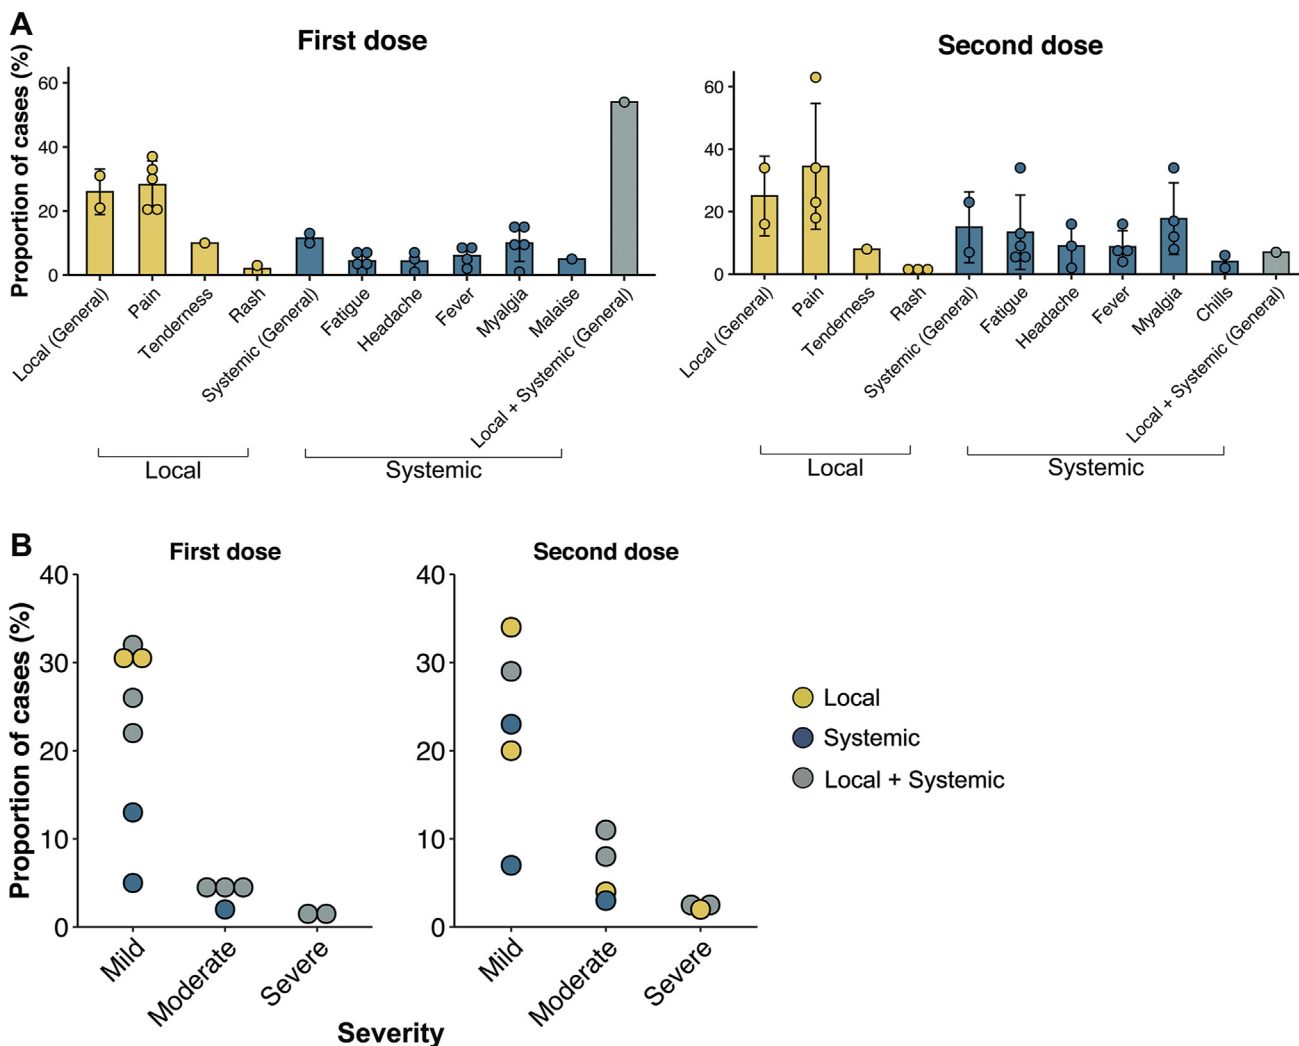 A
First dose
Proportion of cases (%)
60
40
20
0
Local (General)
Pain
Tenderness
Rash
Systemic (General)
Fatigue
Headache
Fever
Myalgia
Malaise
Local + Systemic (General)
Local
Systemic
Second dose
60
40
20
0
Local (General)
Pain
Tenderness
Rash
Systemic (General)
Fatigue
Headache
Fever
Myalgia
Chills
Local + Systemic (General)
Local
Systemic
B
First dose
Proportion of cases (%)
40
30
20
10
0
Mild
Moderate
Severe
Second dose
40
30
20
10
0
Mild
Moderate
Severe
Severity
Local
Systemic
Local + Systemic